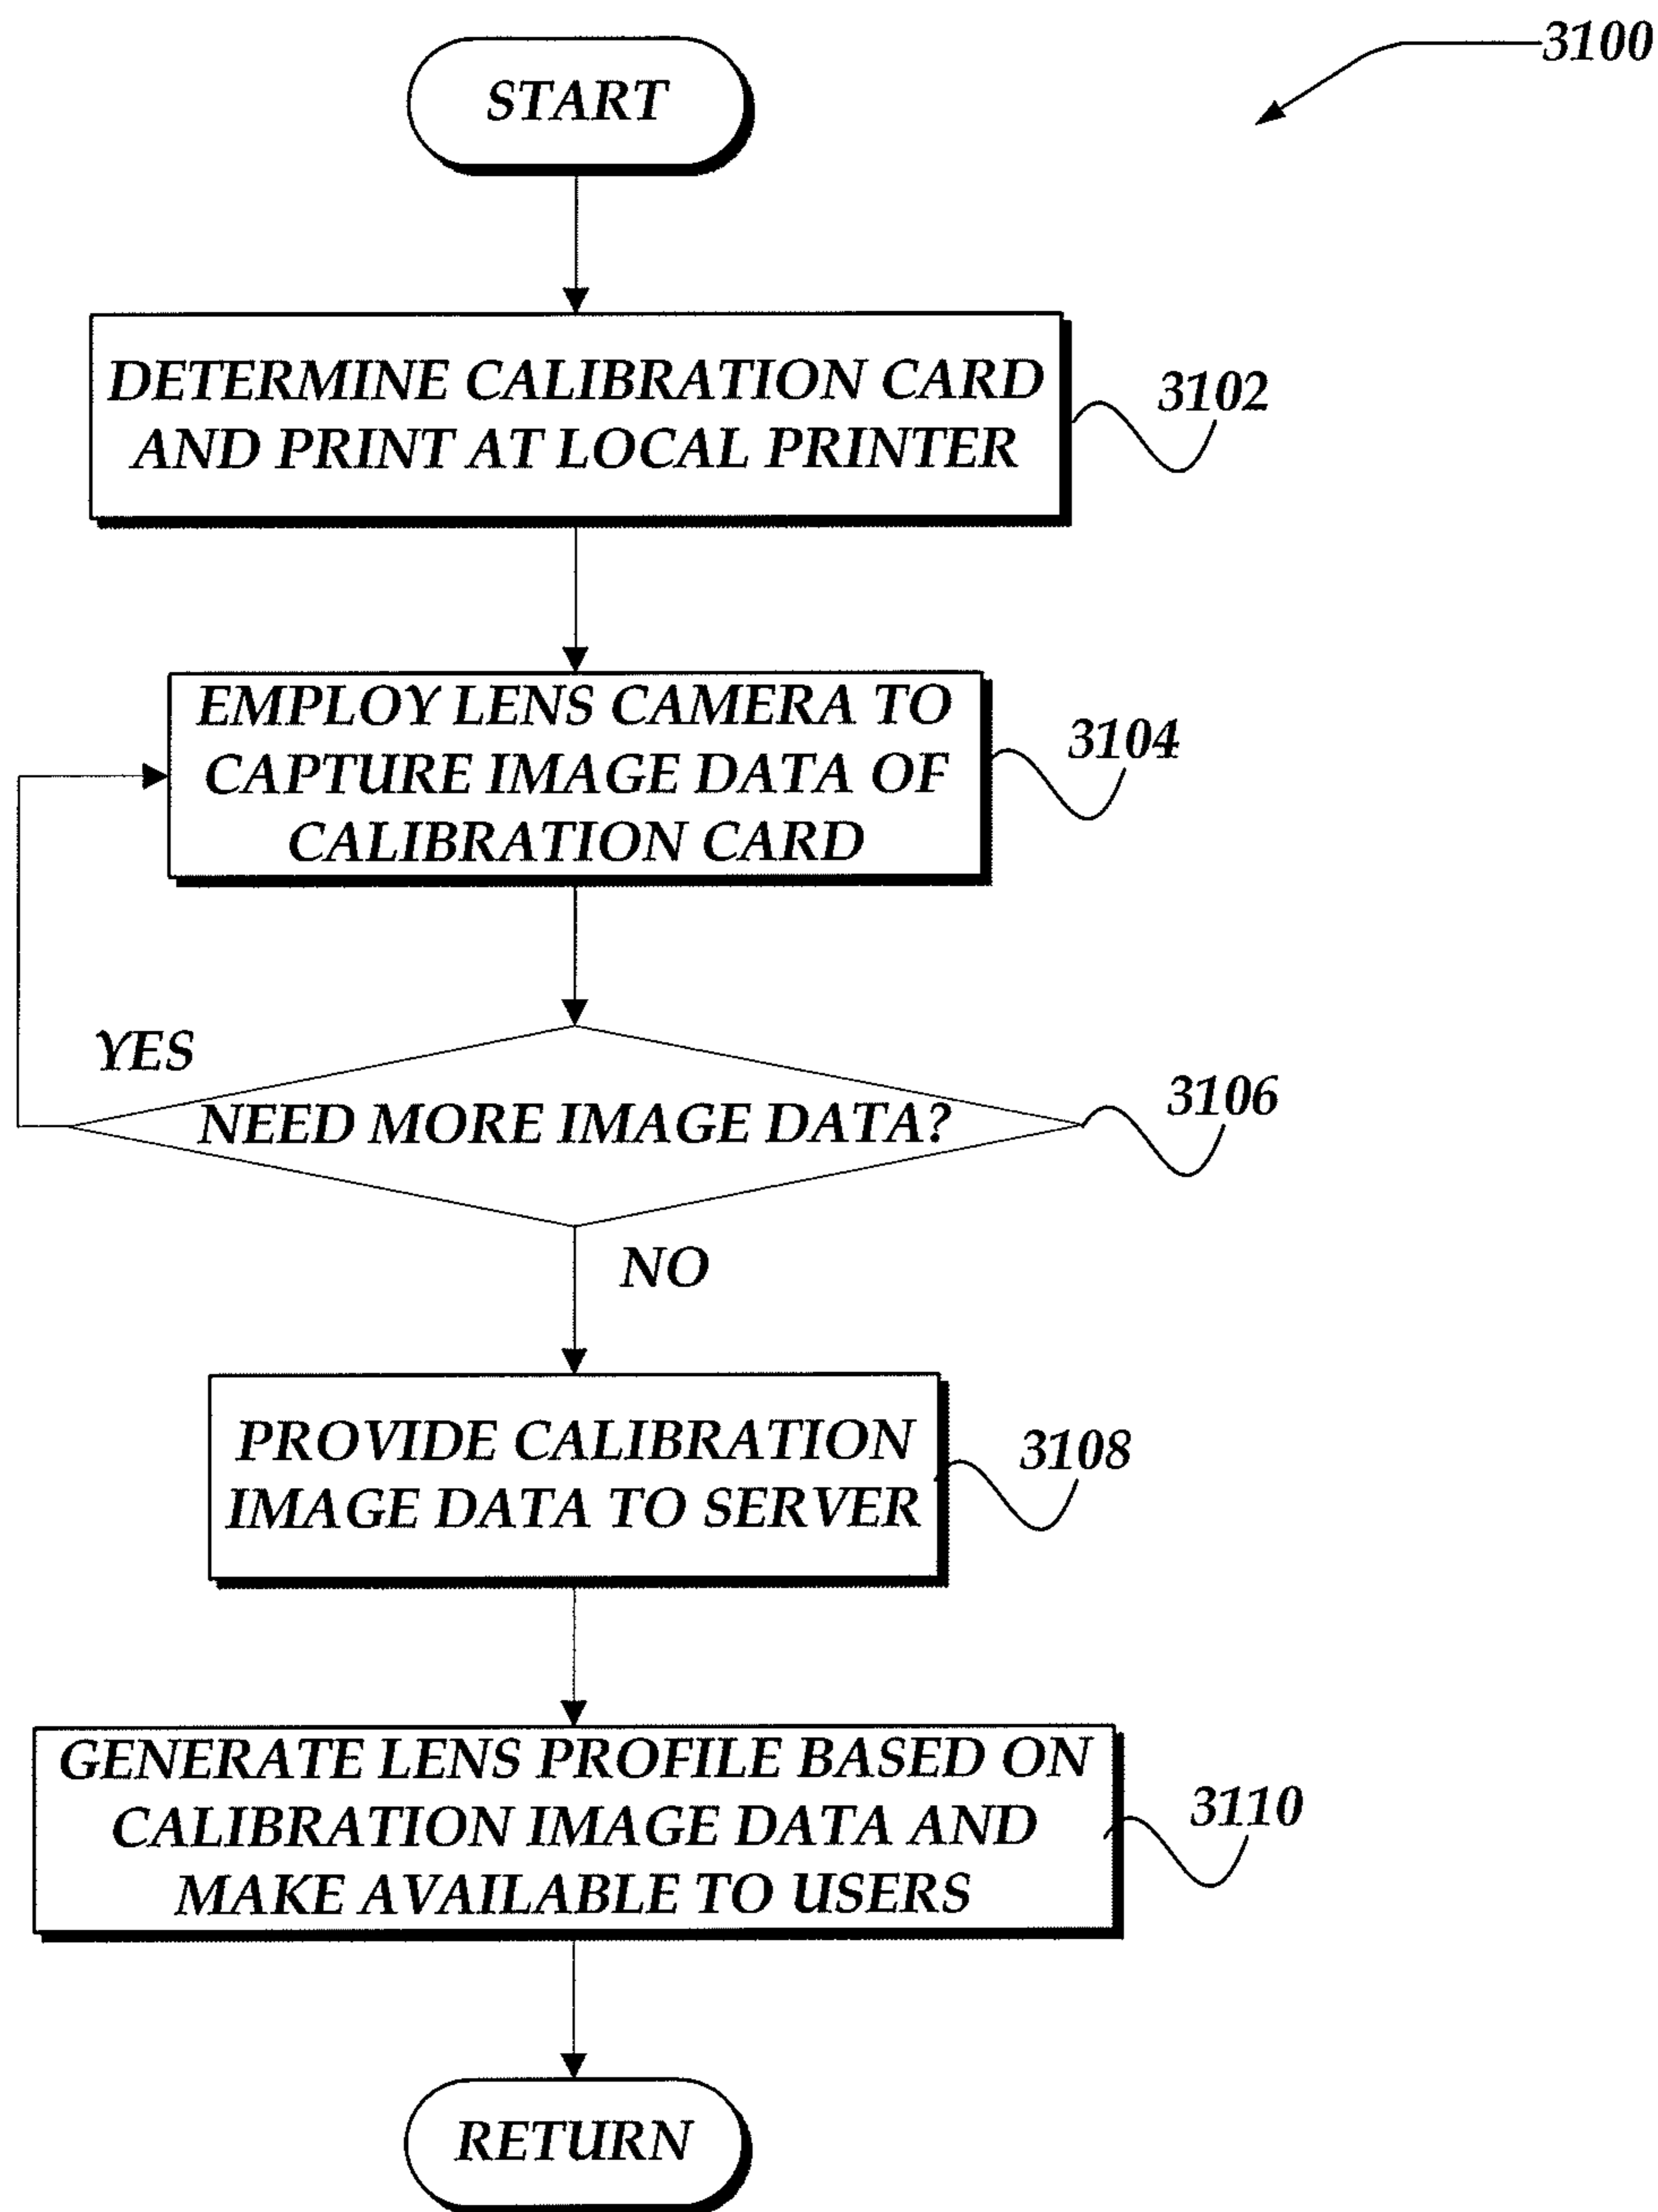 3100
START
DETERMINE CALIBRATION CARD
AND PRINT AT LOCAL PRINTER
3102
EMPLOY LENS CAMERA TO
CAPTURE IMAGE DATA OF
CALIBRATION CARD
3104
YES
NEED MORE IMAGE DATA?
3106
NO
PROVIDE CALIBRATION
IMAGE DATA TO SERVER
3108
GENERATE LENS PROFILE BASED ON
CALIBRATION IMAGE DATA AND
MAKE AVAILABLE TO USERS
3110
RETURN